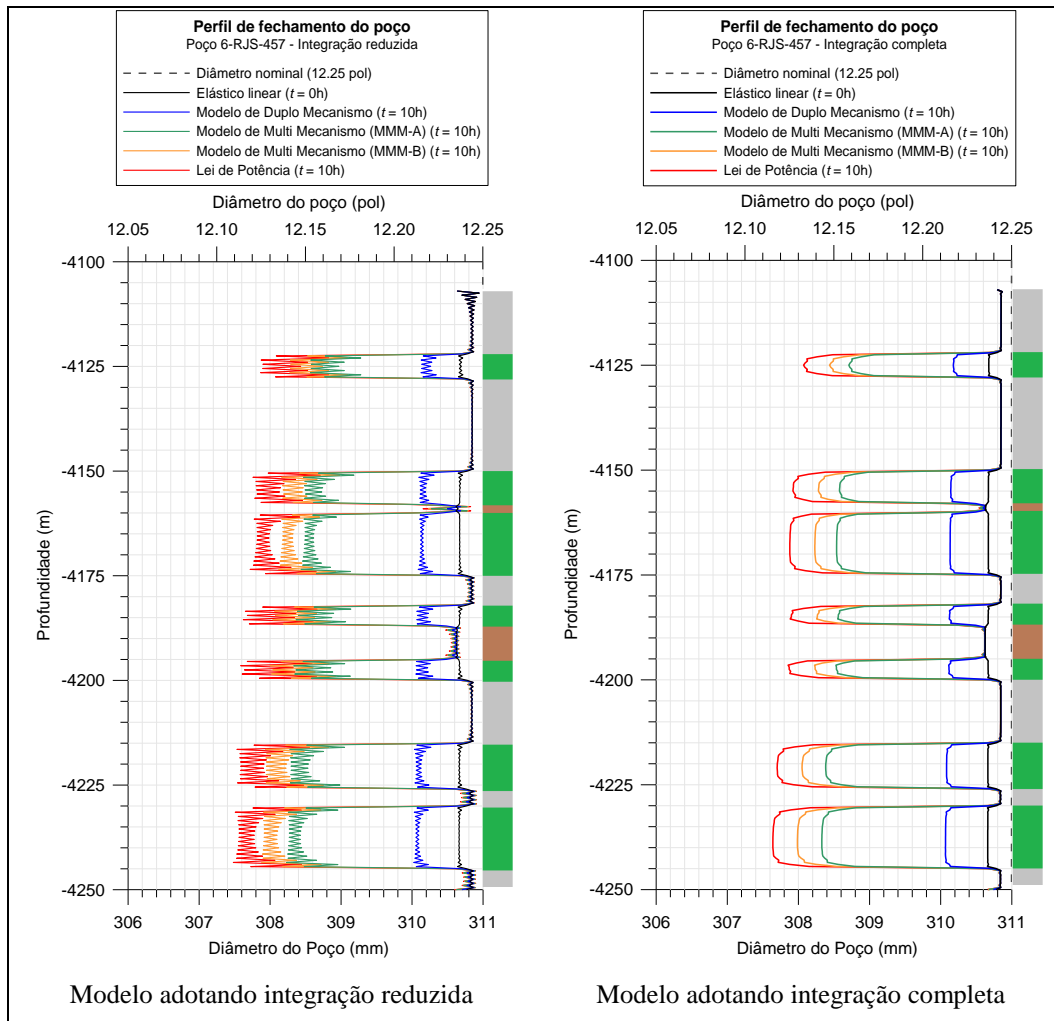 Perfil de fechamento do poço
Poço 6-RJS-457 - Integração reduzida
Diâmetro nominal (12.25 pol)
Elástico linear (t = 0h)
Modelo de Duplo Mecanismo (t = 10h)
Modelo de Multi Mecanismo (MMM-A) (t = 10h)
Modelo de Multi Mecanismo (MMM-B) (t = 10h)
Lei de Potência (t = 10h)
Diâmetro do poço (pol)
12.05 12.10 12.15 12.20 12.25
-4100
-4125
-4150
-4175
-4200
-4225
-4250
Profundidade (m)
306 307 308 309 310 311
Diâmetro do Poço (mm)
Modelo adotando integração reduzida
Perfil de fechamento do poço
Poço 6-RJS-457 - Integração completa
Diâmetro nominal (12.25 pol)
Elástico linear (t = 0h)
Modelo de Duplo Mecanismo (t = 10h)
Modelo de Multi Mecanismo (MMM-A) (t = 10h)
Modelo de Multi Mecanismo (MMM-B) (t = 10h)
Lei de Potência (t = 10h)
Diâmetro do poço (pol)
12.05 12.10 12.15 12.20 12.25
-4100
-4125
-4150
-4175
-4200
-4225
-4250
Profundidade (m)
306 307 308 309 310 311
Diâmetro do Poço (mm)
Modelo adotando integração completa